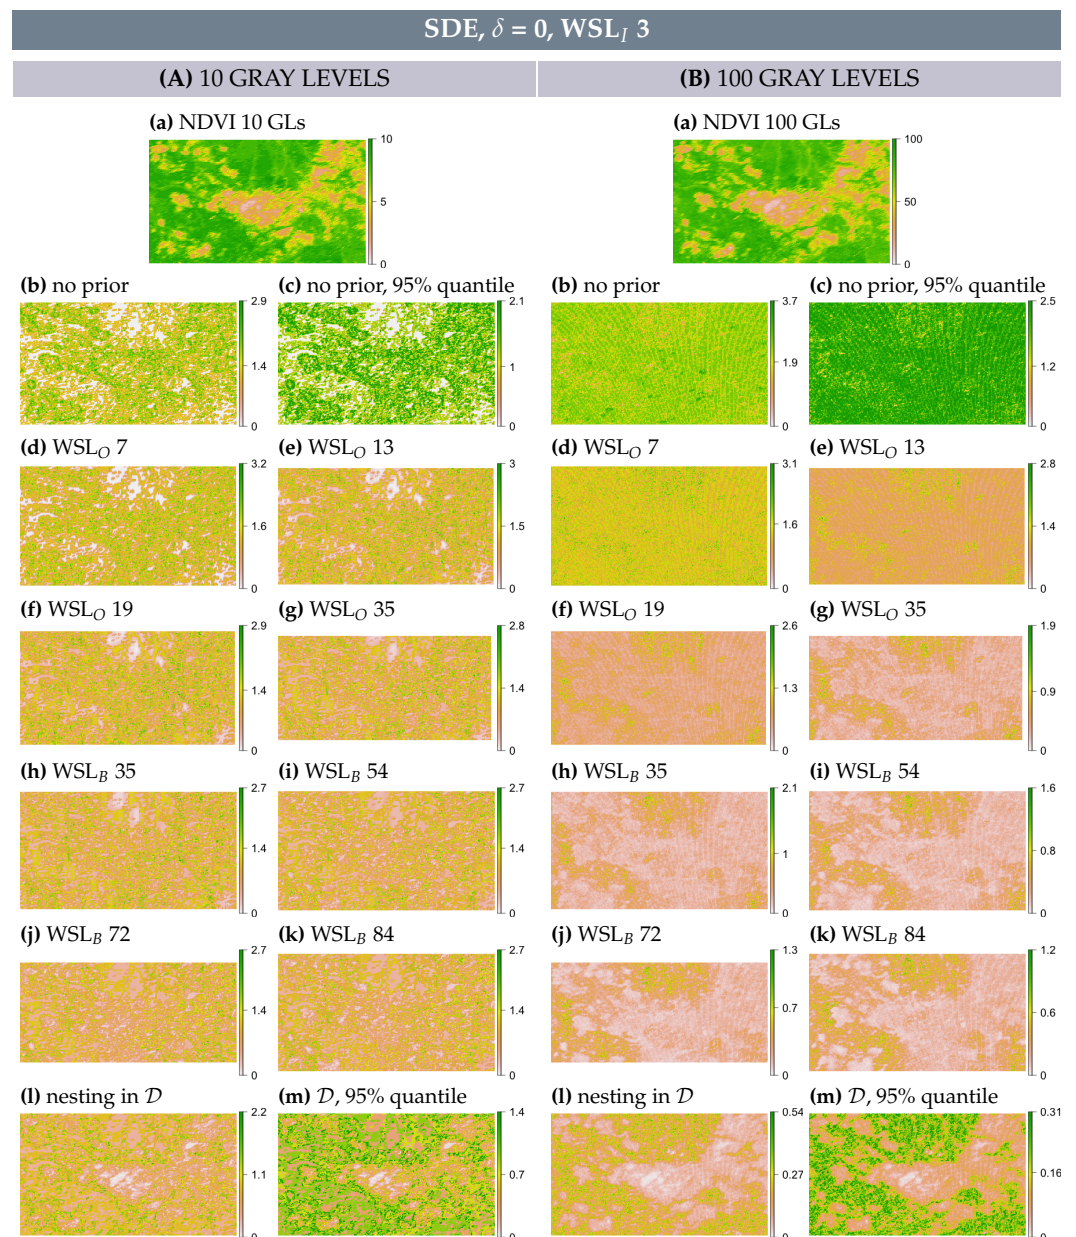 SDE, δ = 0, WSL_I 3
(A) 10 GRAY LEVELS
(B) 100 GRAY LEVELS
(a) NDVI 10 GLs
(a) NDVI 100 GLs
10
5
0
100
50
0
(b) no prior
(c) no prior, 95% quantile
(b) no prior
(c) no prior, 95% quantile
2.9
1.4
0
2.1
1
0
3.7
1.9
0
2.5
1.2
0
(d) WSL_O 7
(e) WSL_O 13
(d) WSL_O 7
(e) WSL_O 13
3.2
1.6
0
3
1.5
0
3.1
1.6
0
2.8
1.4
0
(f) WSL_O 19
(g) WSL_O 35
(f) WSL_O 19
(g) WSL_O 35
2.9
1.4
0
2.8
1.4
0
2.6
1.3
0
1.9
0.9
0
(h) WSL_B 35
(i) WSL_B 54
(h) WSL_B 35
(i) WSL_B 54
2.7
1.4
0
2.7
1.4
0
2.1
1
0
1.6
0.8
0
(j) WSL_B 72
(k) WSL_B 84
(j) WSL_B 72
(k) WSL_B 84
2.7
1.4
0
2.7
1.4
0
1.3
0.7
0
1.2
0.6
0
(l) nesting in 𝒟
(m) 𝒟, 95% quantile
(l) nesting in 𝒟
(m) 𝒟, 95% quantile
2.2
1.1
0
1.4
0.7
0
0.54
0.27
0
0.31
0.16
0